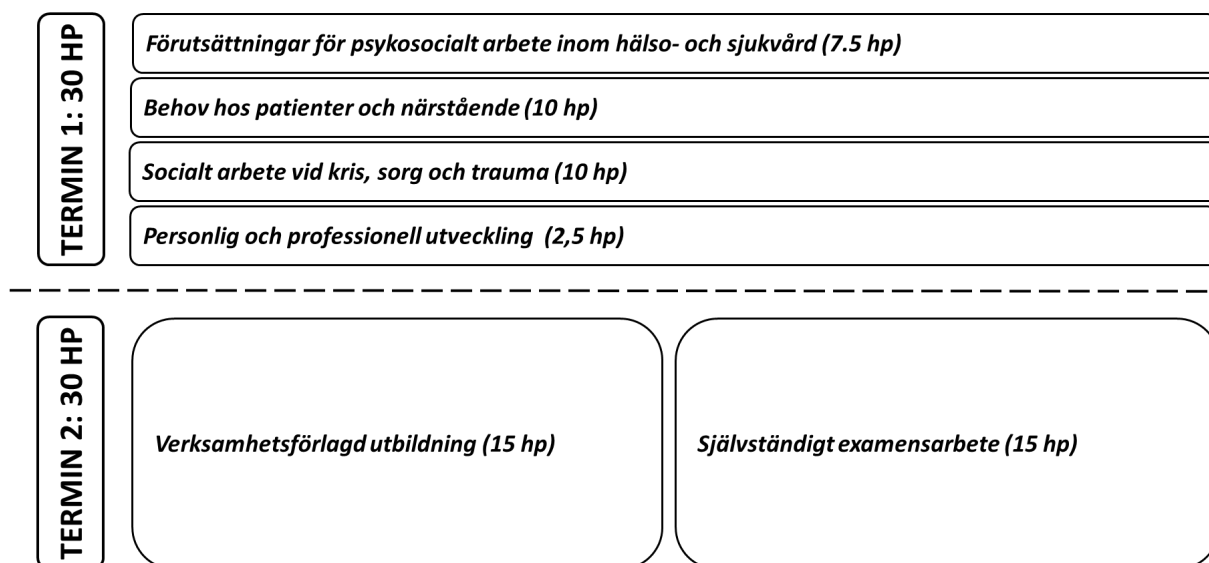 TERMIN 1: 30 HP
Förutsättningar för psykosocialt arbete inom hälso- och sjukvård (7.5 hp)
Behov hos patienter och närstående (10 hp)
Socialt arbete vid kris, sorg och trauma (10 hp)
Personlig och professionell utveckling (2,5 hp)
TERMIN 2: 30 HP
Verksamhetsförlagd utbildning (15 hp)
Självständigt examensarbete (15 hp)